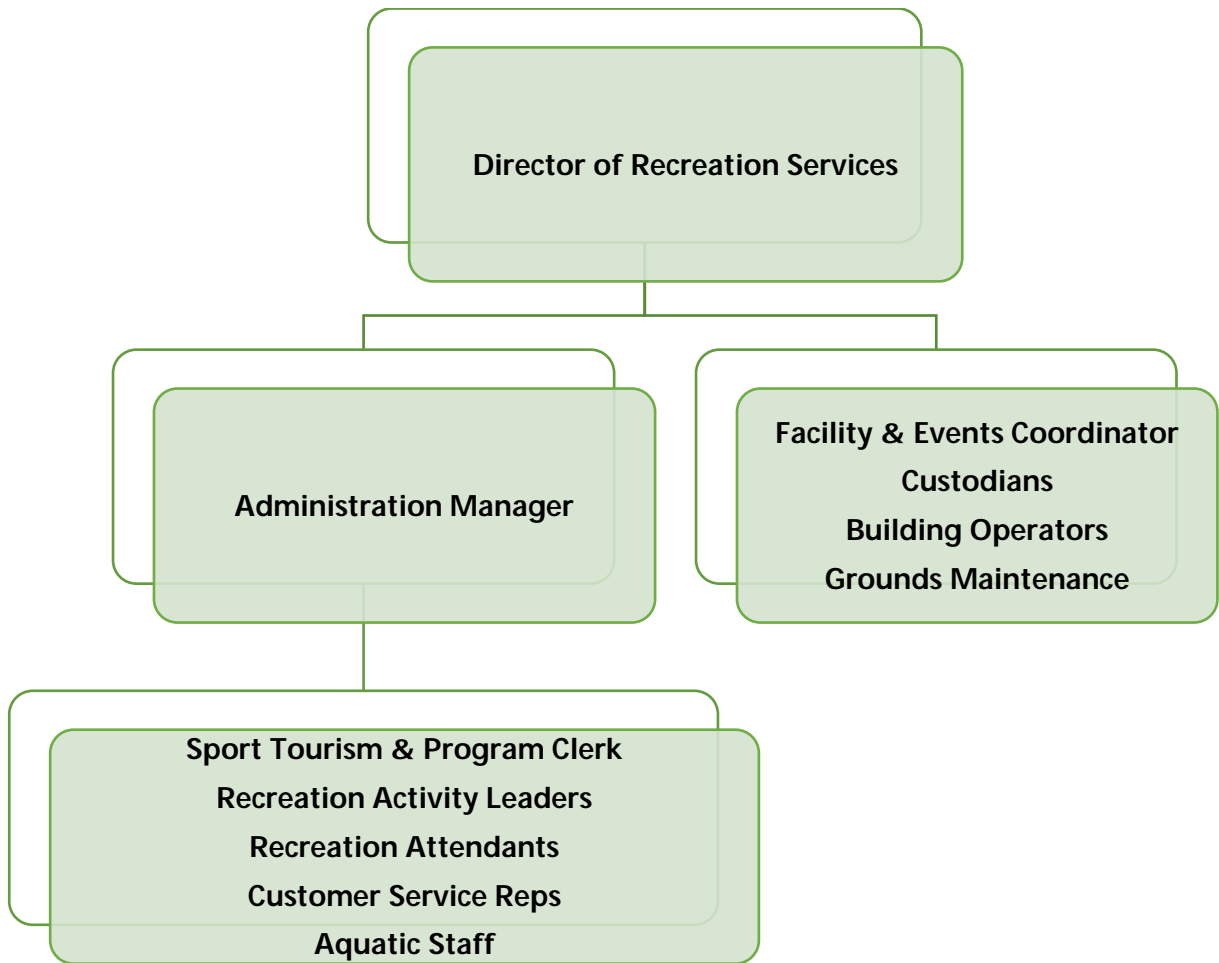 Director of Recreation Services
Administration Manager
Facility & Events Coordinator
Custodians
Building Operators
Grounds Maintenance
Sport Tourism & Program Clerk
Recreation Activity Leaders
Recreation Attendants
Customer Service Reps
Aquatic Staff